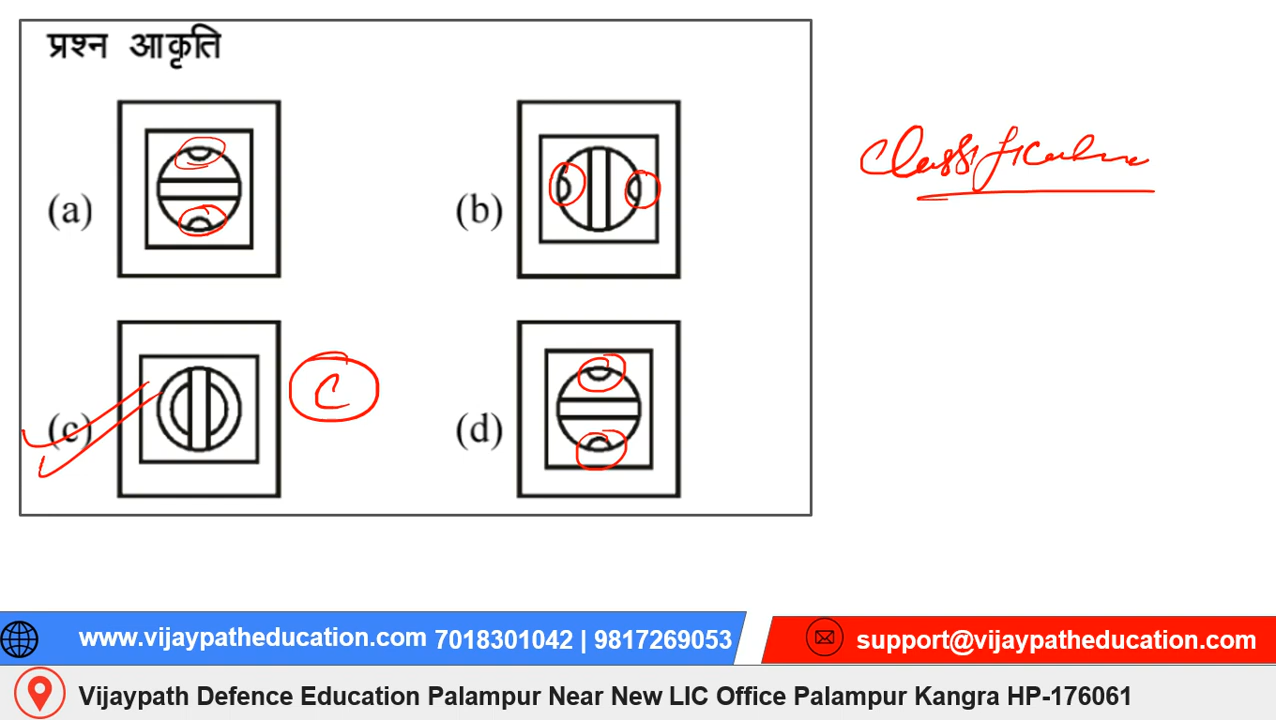 प्रश्न आकृति
Classification
(a)
(b)
(c)
C
(d)
www.vijaypatheducation.com 7018301042 | 9817269053
support@vijaypatheducation.com
Vijaypath Defence Education Palampur Near New LIC Office Palampur Kangra HP-176061